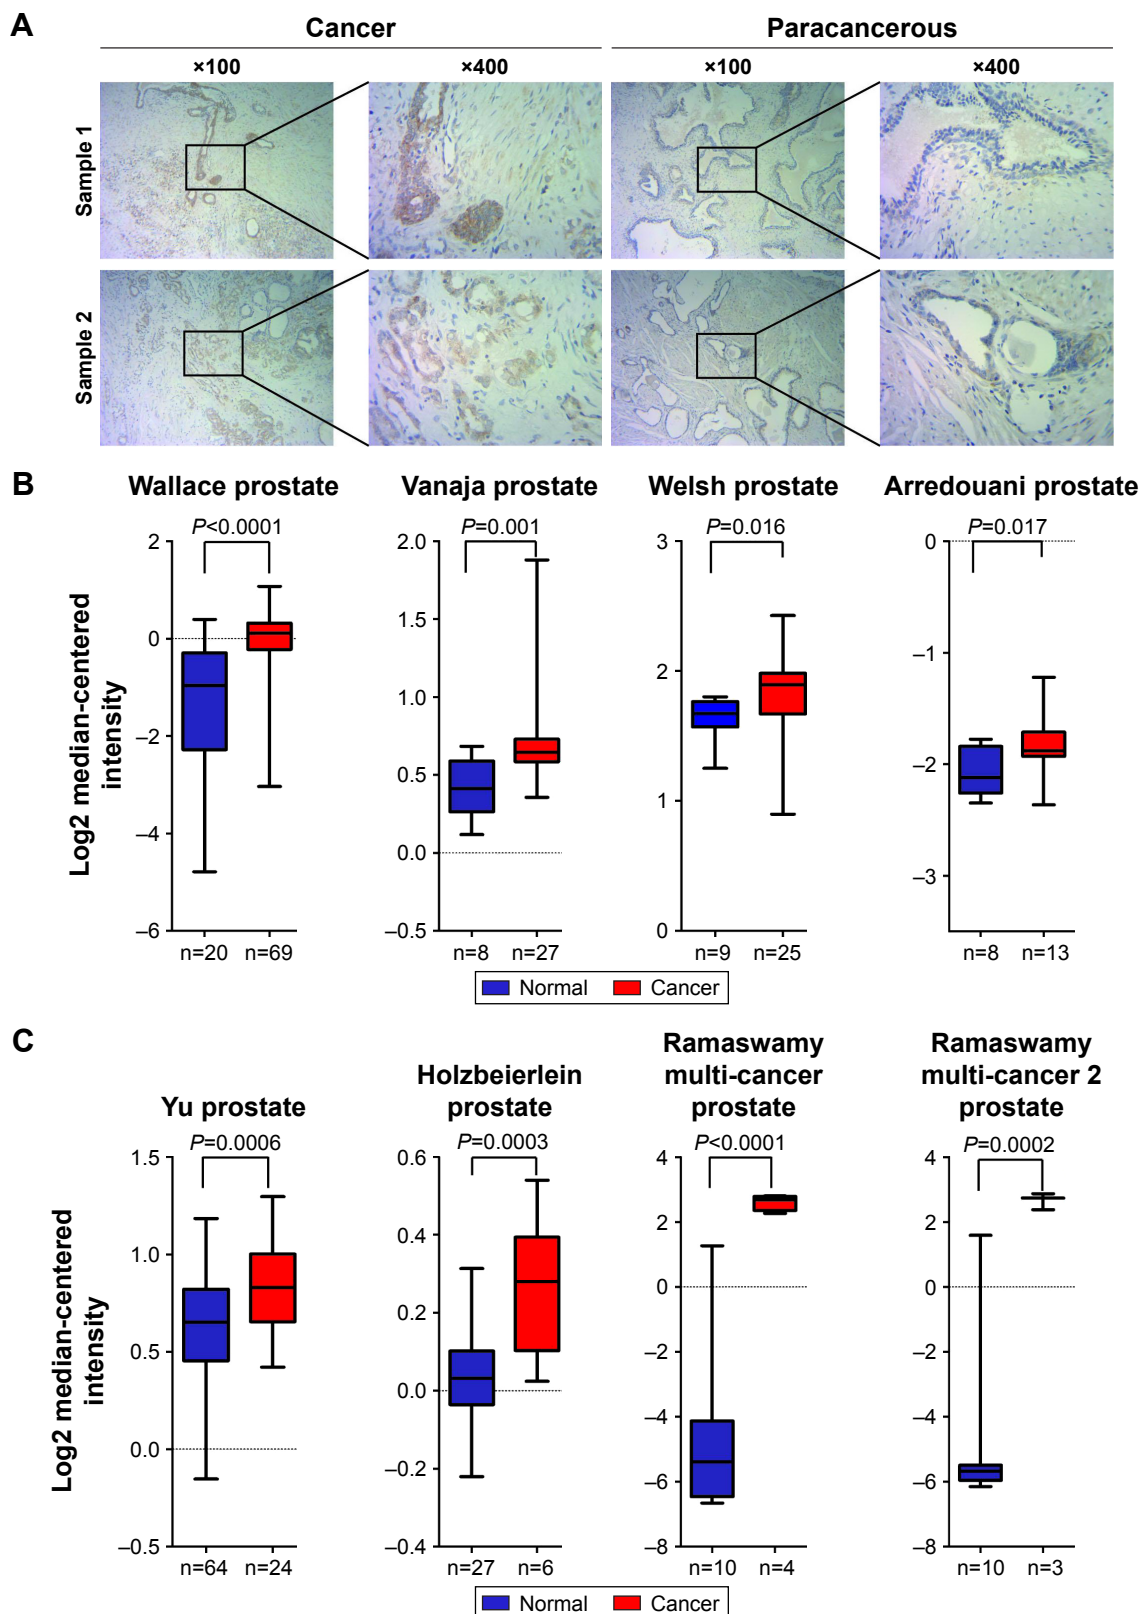 A
Cancer Paracancerous
×100 ×400 ×100 ×400
Sample 1
Sample 2
B
Wallace prostate Vanaja prostate Welsh prostate Arredouani prostate
Log2 median-centered
intensity
P<0.0001 P=0.001 P=0.016 P=0.017
2
0
–2
–4
–6
n=20 n=69
2.0
1.5
1.0
0.5
0.0
–0.5
n=8 n=27
3
2
1
0
n=9 n=25
0
–1
–2
–3
n=8 n=13
Normal Cancer
C
Yu prostate
Holzbeierlein
prostate
Ramaswamy
multi-cancer
prostate
Ramaswamy
multi-cancer 2
prostate
Log2 median-centered
intensity
P=0.0006 P=0.0003 P<0.0001 P=0.0002
1.5
1.0
0.5
0.0
–0.5
n=64 n=24
0.6
0.4
0.2
0.0
–0.2
–0.4
n=27 n=6
4
2
0
–2
–4
–6
–8
n=10 n=4
4
2
0
–2
–4
–6
–8
n=10 n=3
Normal Cancer